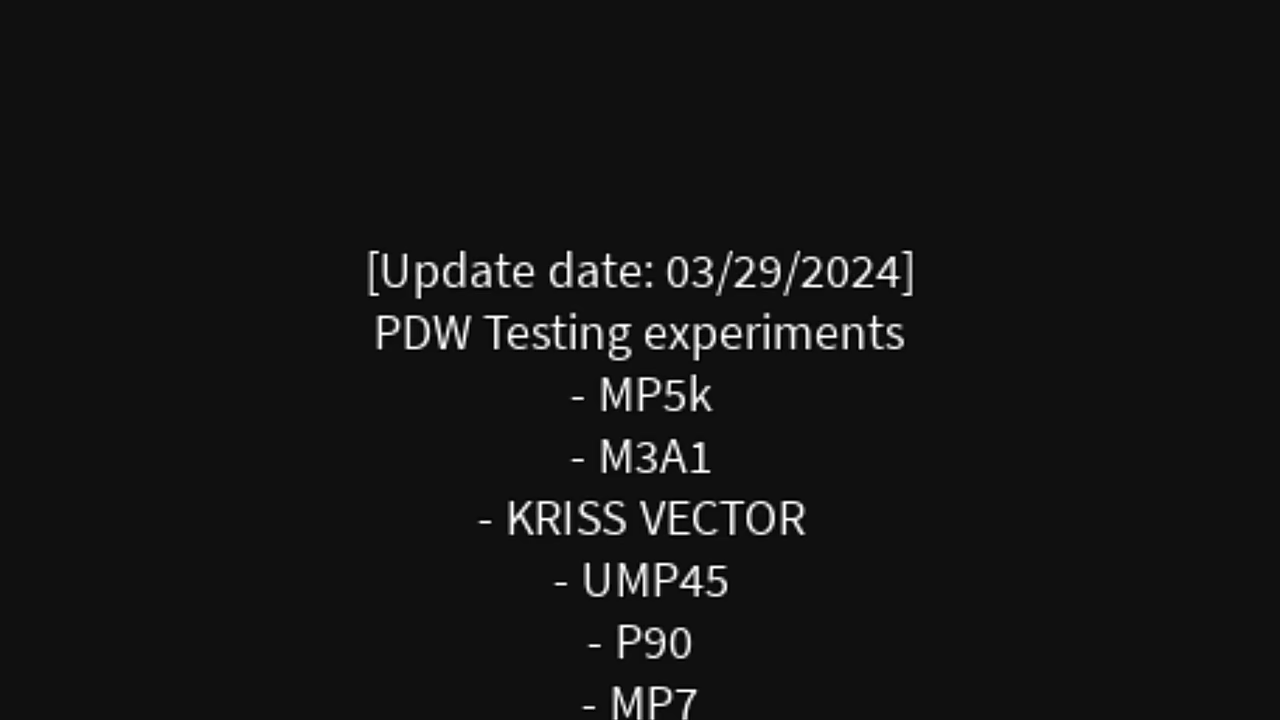 [Update date: 03/29/2024]
PDW Testing experiments
- MP5k
- M3A1
- KRISS VECTOR
- UMP45
- P90
- MP7